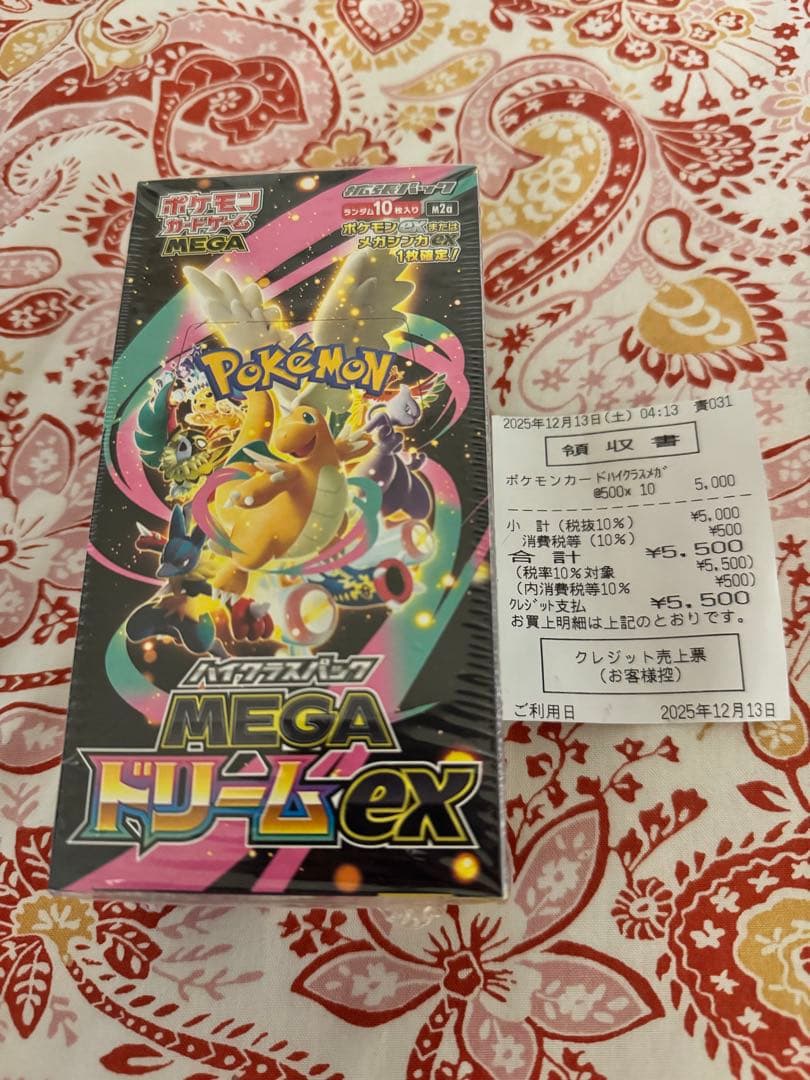 ポケモン
カードゲーム
MEGA
拡張パック
ランダム10枚入り
M2a
ポケモンexまたは
メガシンカex
1枚確定!
POKéMON
ハイクラスパック
MEGA
ドリームex
2025年12月13日(土) 04:13 責031
領収書
ポケモンカードハイクラスメガ
@500x 10 5,000
小 計(税抜10%) ¥5,000
消費税等(10%) ¥500
合 計 ¥5,500
(税率10%対象 ¥5,500)
(内消費税等10% ¥500)
クレジット支払 ¥5,500
お買上明細は上記のとおりです。
クレジット売上票
(お客様控)
ご利用日 2025年12月13日